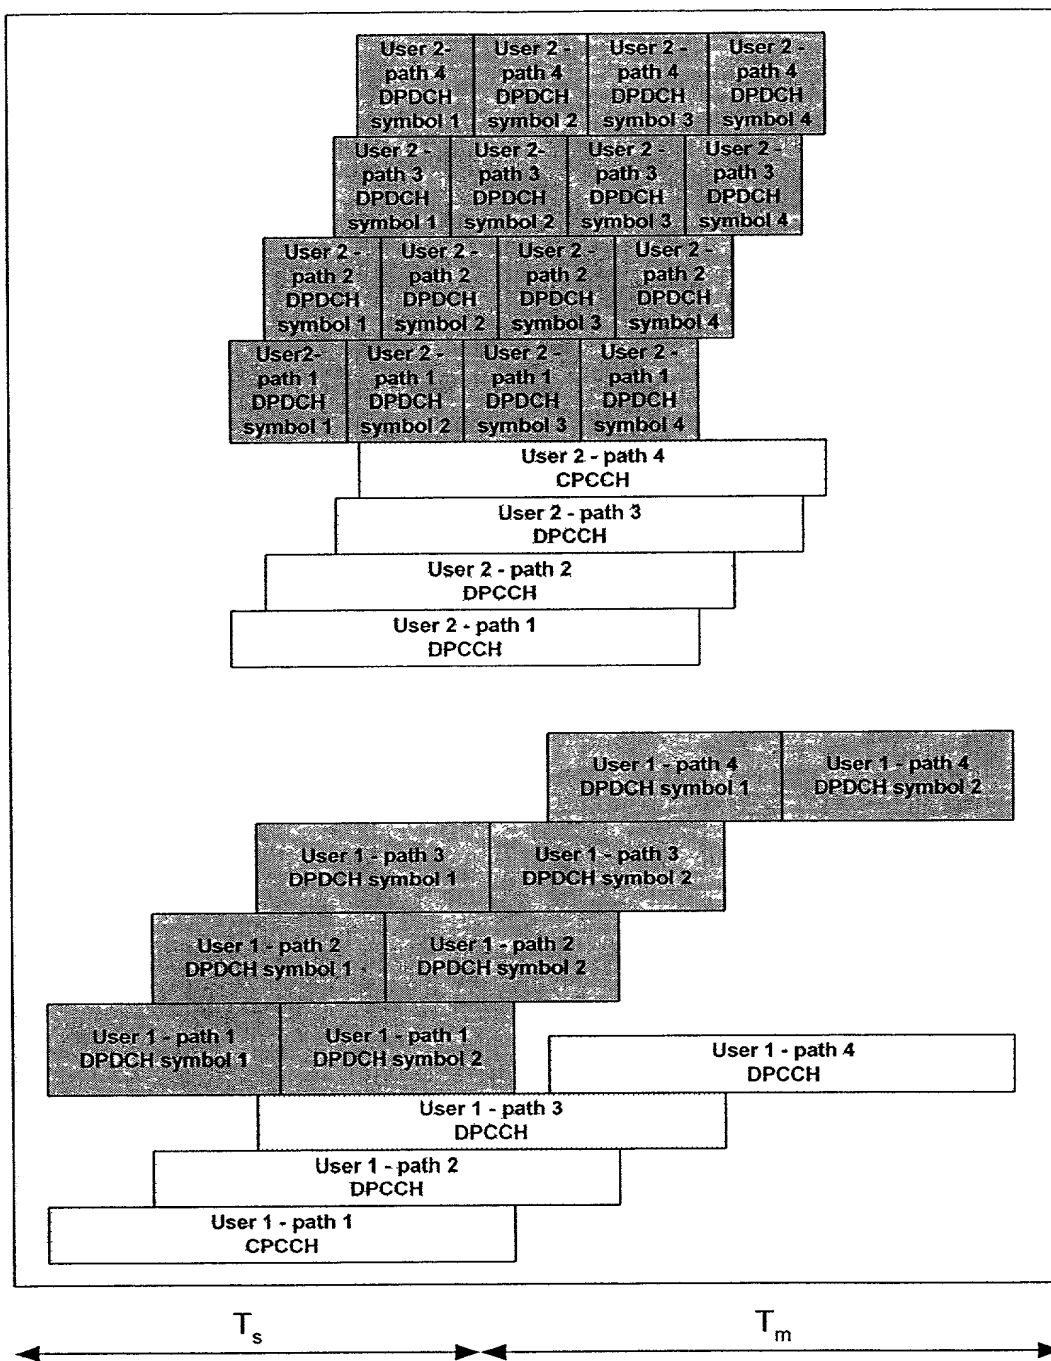 User 2-
path 4
DPDCH
symbol 1
User 2 -
path 4
DPDCH
symbol 2
User 2 -
path 4
DPDCH
symbol 3
User 2 -
path 4
DPDCH
symbol 4
User 2 -
path 3
DPDCH
symbol 1
User 2-
path 3
DPDCH
symbol 2
User 2 -
path 3
DPDCH
symbol 3
User 2 -
path 3
DPDCH
symbol 4
User 2 -
path 2
DPDCH
symbol 1
User 2 -
path 2
DPDCH
symbol 2
User 2 -
path 2
DPDCH
symbol 3
User 2 -
path 2
DPDCH
symbol 4
User2-
path 1
DPDCH
symbol 1
User 2 -
path 1
DPDCH
symbol 2
User 2 -
path 1
DPDCH
symbol 3
User 2 -
path 1
DPDCH
symbol 4
User 2 - path 4
CPCCH
User 2 - path 3
DPCCH
User 2 - path 2
DPCCH
User 2 - path 1
DPCCH
User 1 - path 4
DPDCH symbol 1
User 1 - path 4
DPDCH symbol 2
User 1 - path 3
DPDCH symbol 1
User 1 - path 3
DPDCH symbol 2
User 1 - path 2
DPDCH symbol 1
User 1 - path 2
DPDCH symbol 2
User 1 - path 1
DPDCH symbol 1
User 1 - path 1
DPDCH symbol 2
User 1 - path 4
DPCCH
User 1 - path 3
DPCCH
User 1 - path 2
DPCCH
User 1 - path 1
CPCCH
Ts
Tm